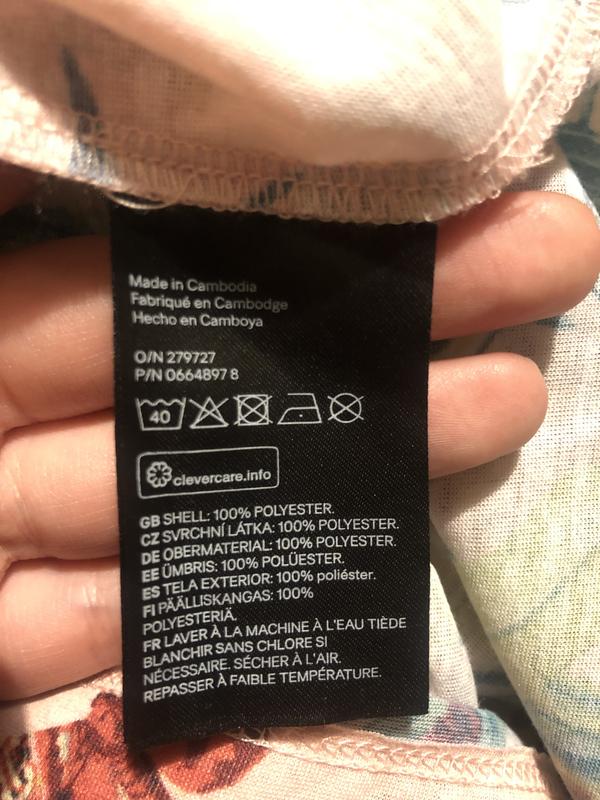 Made in Cambodia
Fabriqué en Cambodge
Hecho en Camboya
O/N 279727
P/N 0664897 8
40
clevercare.info
GB SHELL: 100% POLYESTER.
CZ SVRCHNÍ LÁTKA: 100% POLYESTER.
DE OBERMATERIAL: 100% POLYESTER.
EE ÜMBRIS: 100% POLÜESTER.
ES TELA EXTERIOR: 100% poliéster.
FI PÄÄLLISKANGAS: 100%
POLYESTERIÄ.
FR LAVER À LA MACHINE À L'EAU TIÈDE
BLANCHIR SANS CHLORE SI
NÉCESSAIRE. SÉCHER À L'AIR.
REPASSER À FAIBLE TEMPÉRATURE.